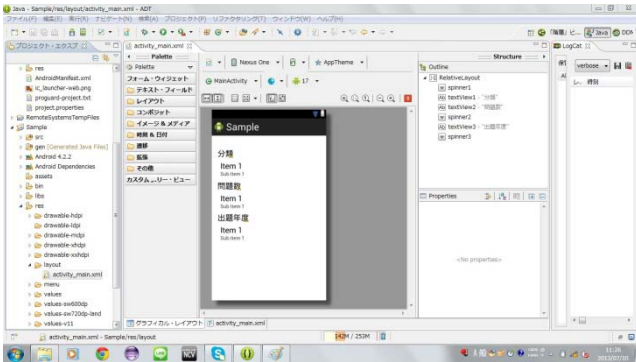 Java - Sample/res/layout/activity_main.xml - ADT
ファイル(F) 編集(E) 実行(R) ナビゲート(N) 検索(A) プロジェクト(P) リファクタリング(T) ウィンドウ(W) ヘルプ(H)
Java
DDMS
プロジェクト・エクスプ
res
AndroidManifest.xml
ic_launcher-web.png
proguard-project.txt
project.properties
RemoteSystemsTempFiles
Sample
src
gen [Generated Java Files]
Android 4.2.2
Android Dependencies
assets
bin
libs
res
drawable-hdpi
drawable-ldpi
drawable-mdpi
drawable-xhdpi
drawable-xxhdpi
layout
activity_main.xml
menu
values
values-sw600dp
values-sw720dp-land
values-v11
activity_main.xml
Palette
Palette
フォーム・ウィジェット
テキスト・フィールド
レイアウト
コンポジット
イメージ & メディア
時間 & 日付
遷移
拡張
その他
カスタム...リー・ビュー
Nexus One
AppTheme
MainActivity
17
Sample
分類
Item 1
Sub Item 1
問題数
Item 1
Sub Item 1
出題年度
Item 1
Sub Item 1
グラフィカル・レイアウト
activity_main.xml
Structure
Outline
RelativeLayout
spinner1
textView1 - "分類"
textView2 - "問題数"
spinner2
textView3 - "出題年度"
spinner3
Properties
<No properties>
LogCat
verbose
時刻
activity_main.xml - Sample/res/layout
142M / 253M
11:26